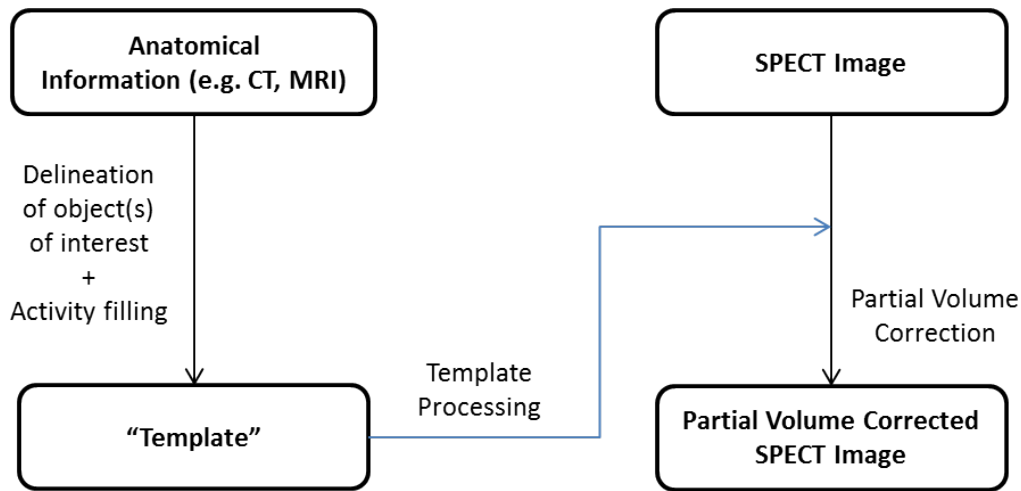 Anatomical
Information (e.g. CT, MRI)
SPECT Image
Delineation
of object(s)
of interest
+
Activity filling
Partial Volume
Correction
Template
Processing
“Template”
Partial Volume Corrected
SPECT Image